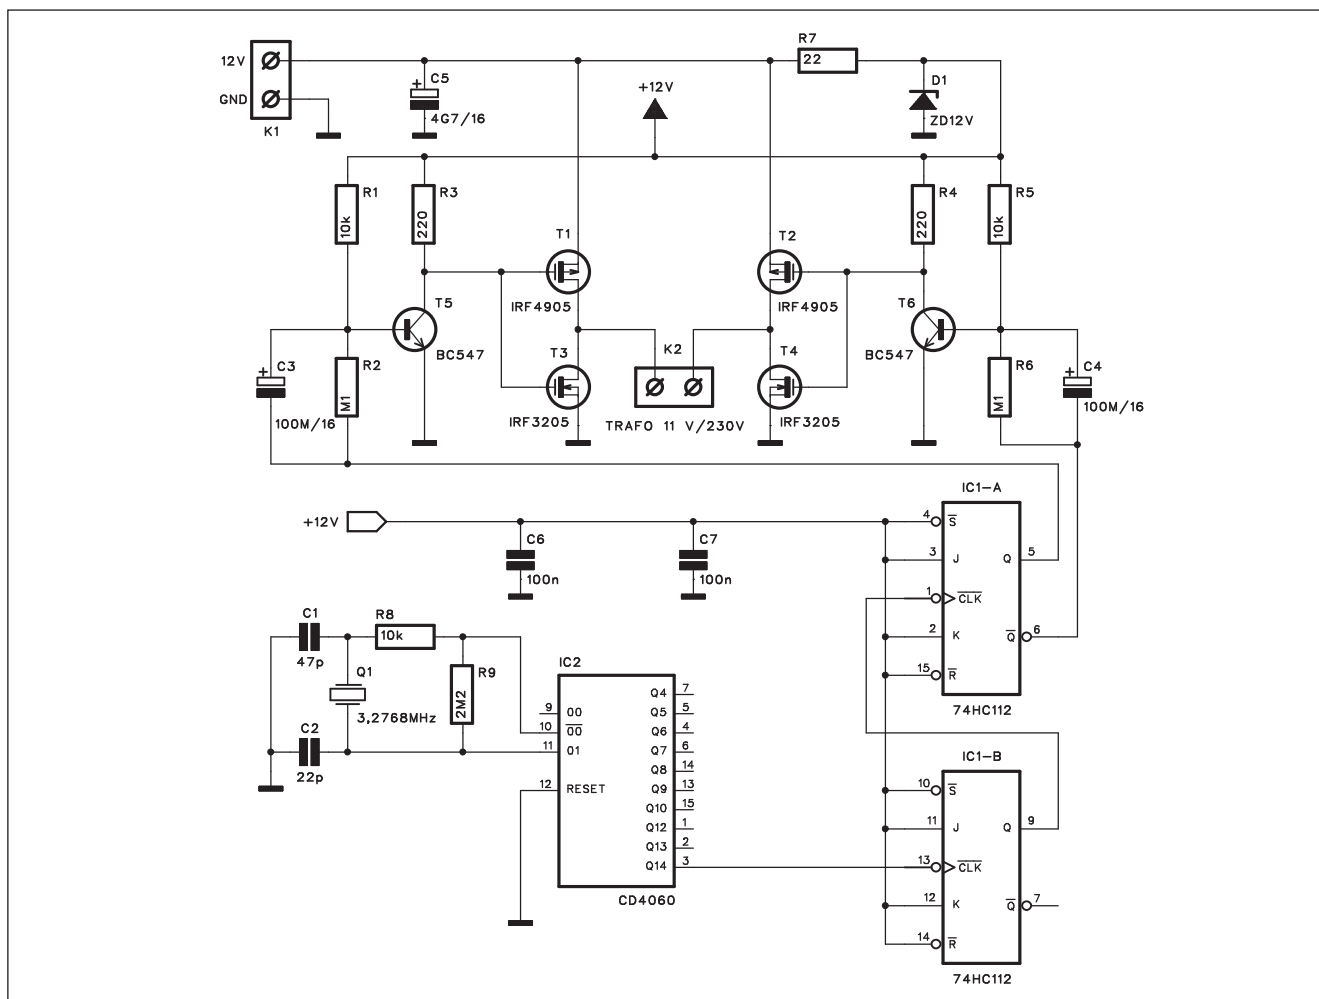 R7
12V
22
C5
+
+12V
D1
GND
4G7/16
ZD12V
K1
R1
R3
R4
R5
10k
220
220
10k
T1
T2
T5
IRF4905
IRF4905
T6
BC547
BC547
C3
+
R2
T3
K2
T4
R6
C4
+
M1
M1
100M/16
100M/16
IRF3205
TRAFO 11 V/230V
IRF3205
IC1-A
+12V
4
S
C6
C7
3
J
Q
5
100n
100n
1
CLK
C1
R8
10k
2
K
Q
6
47p
IC2
15
R
Q1
R9
2M2
3,2768MHz
74HC112
9
O0
Q4
7
Q5
5
10
O0
Q6
4
C2
11
O1
Q7
6
22p
Q8
14
IC1-B
12
RESET
Q9
13
10
S
Q10
15
Q12
1
11
J
Q
9
Q13
2
Q14
3
13
CLK
CD4060
12
K
Q
7
14
R
74HC112